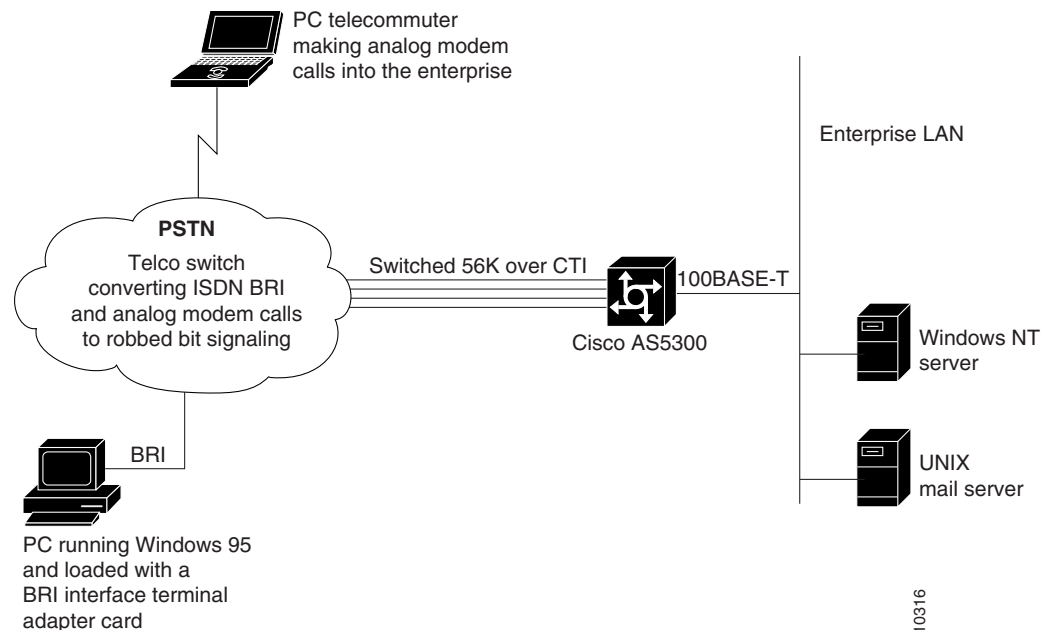 PC telecommuter
making analog modem
calls into the enterprise
Enterprise LAN
PSTN
Telco switch
converting ISDN BRI
and analog modem calls
to robbed bit signaling
Switched 56K over CTI
100BASE-T
Cisco AS5300
Windows NT
server
BRI
UNIX
mail server
PC running Windows 95
and loaded with a
BRI interface terminal
adapter card
10316